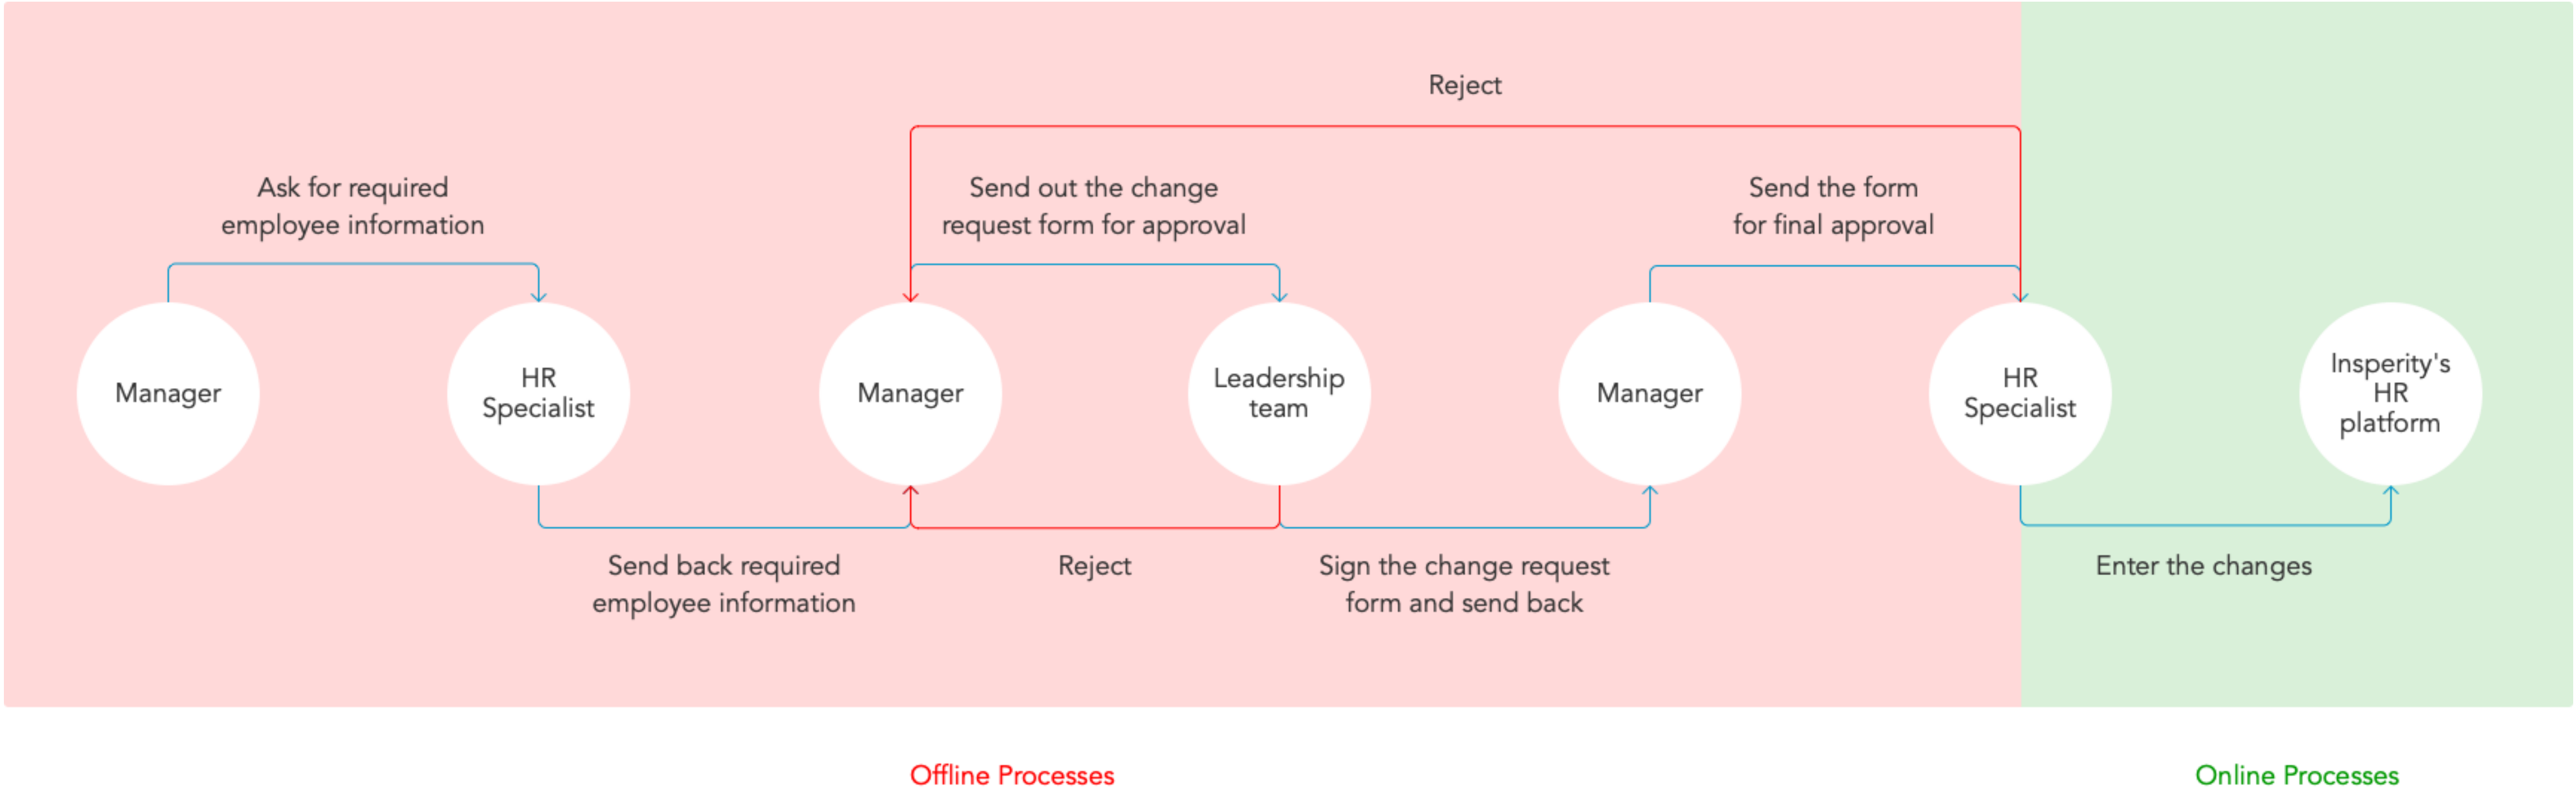 Reject
Ask for required
employee information
Send out the change
request form for approval
Send the form
for final approval
Manager
HR
Specialist
Manager
Leadership
team
Manager
HR
Specialist
Insperity's
HR
platform
Send back required
employee information
Reject
Sign the change request
form and send back
Enter the changes
Offline Processes
Online Processes